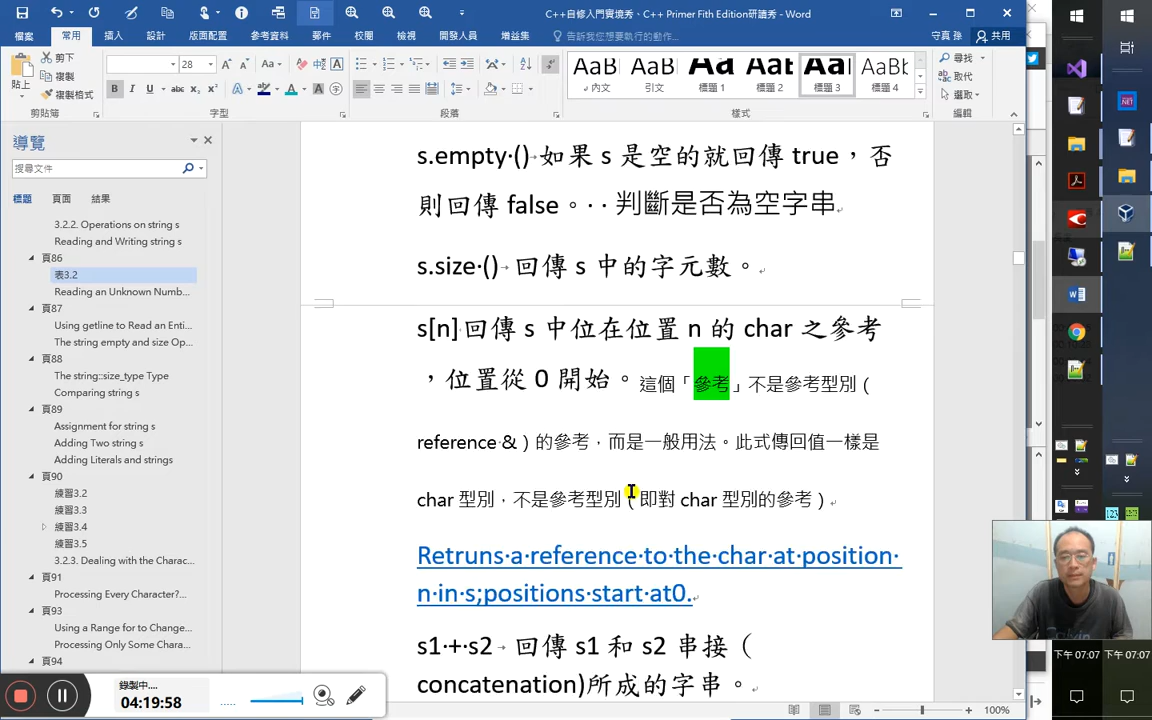 C++自修入門實境秀、C++ Primer Fith Edition研讀秀 - Word
檔案 常用 插入 設計 版面配置 參考資料 郵件 校閱 檢視 開發人員 增益集 告訴我您想要執行的動作... 守真 孫 共用
貼上 剪下 複製 複製格式 28 Aa B I U abc X₂ X² A
AaB 內文 AaB 引文 AaB 標題 1 AaBl 標題 2 AaBl 標題 3 AaBb 標題 4
尋找 取代 選取
剪貼簿 字型 段落 樣式 編輯
導覽
搜尋文件
標題 頁面 結果
3.2.2. Operations on string s
Reading and Writing string s
頁86
表3.2
Reading an Unknown Numb...
頁87
Using getline to Read an Enti...
The string empty and size Op...
頁88
The string::size_type Type
Comparing string s
頁89
Assignment for string s
Adding Two string s
Adding Literals and strings
頁90
練習3.2
練習3.3
練習3.4
練習3.5
3.2.3. Dealing with the Charac...
頁91
Processing Every Character?...
頁93
Using a Range for to Change...
Processing Only Some Chara...
頁94
s.empty·()→如果 s 是空的就回傳 true，否
則回傳 false。··判斷是否為空字串
s.size·()→ 回傳 s 中的字元數。
s[n]·回傳 s 中位在位置 n 的 char 之參考
，位置從 0 開始。這個「參考」不是參考型別（
reference·&）的參考，而是一般用法。此式傳回值一樣是
char 型別，不是參考型別（即對 char 型別的參考）
Retruns·a·reference·to·the·char·at·position·
n·in·s;positions·start·at0.
s1·+·s2→ 回傳 s1 和 s2 串接（
concatenation)所成的字串。
錄製中....
04:19:58
100%
下午 07:07
下午 07:07